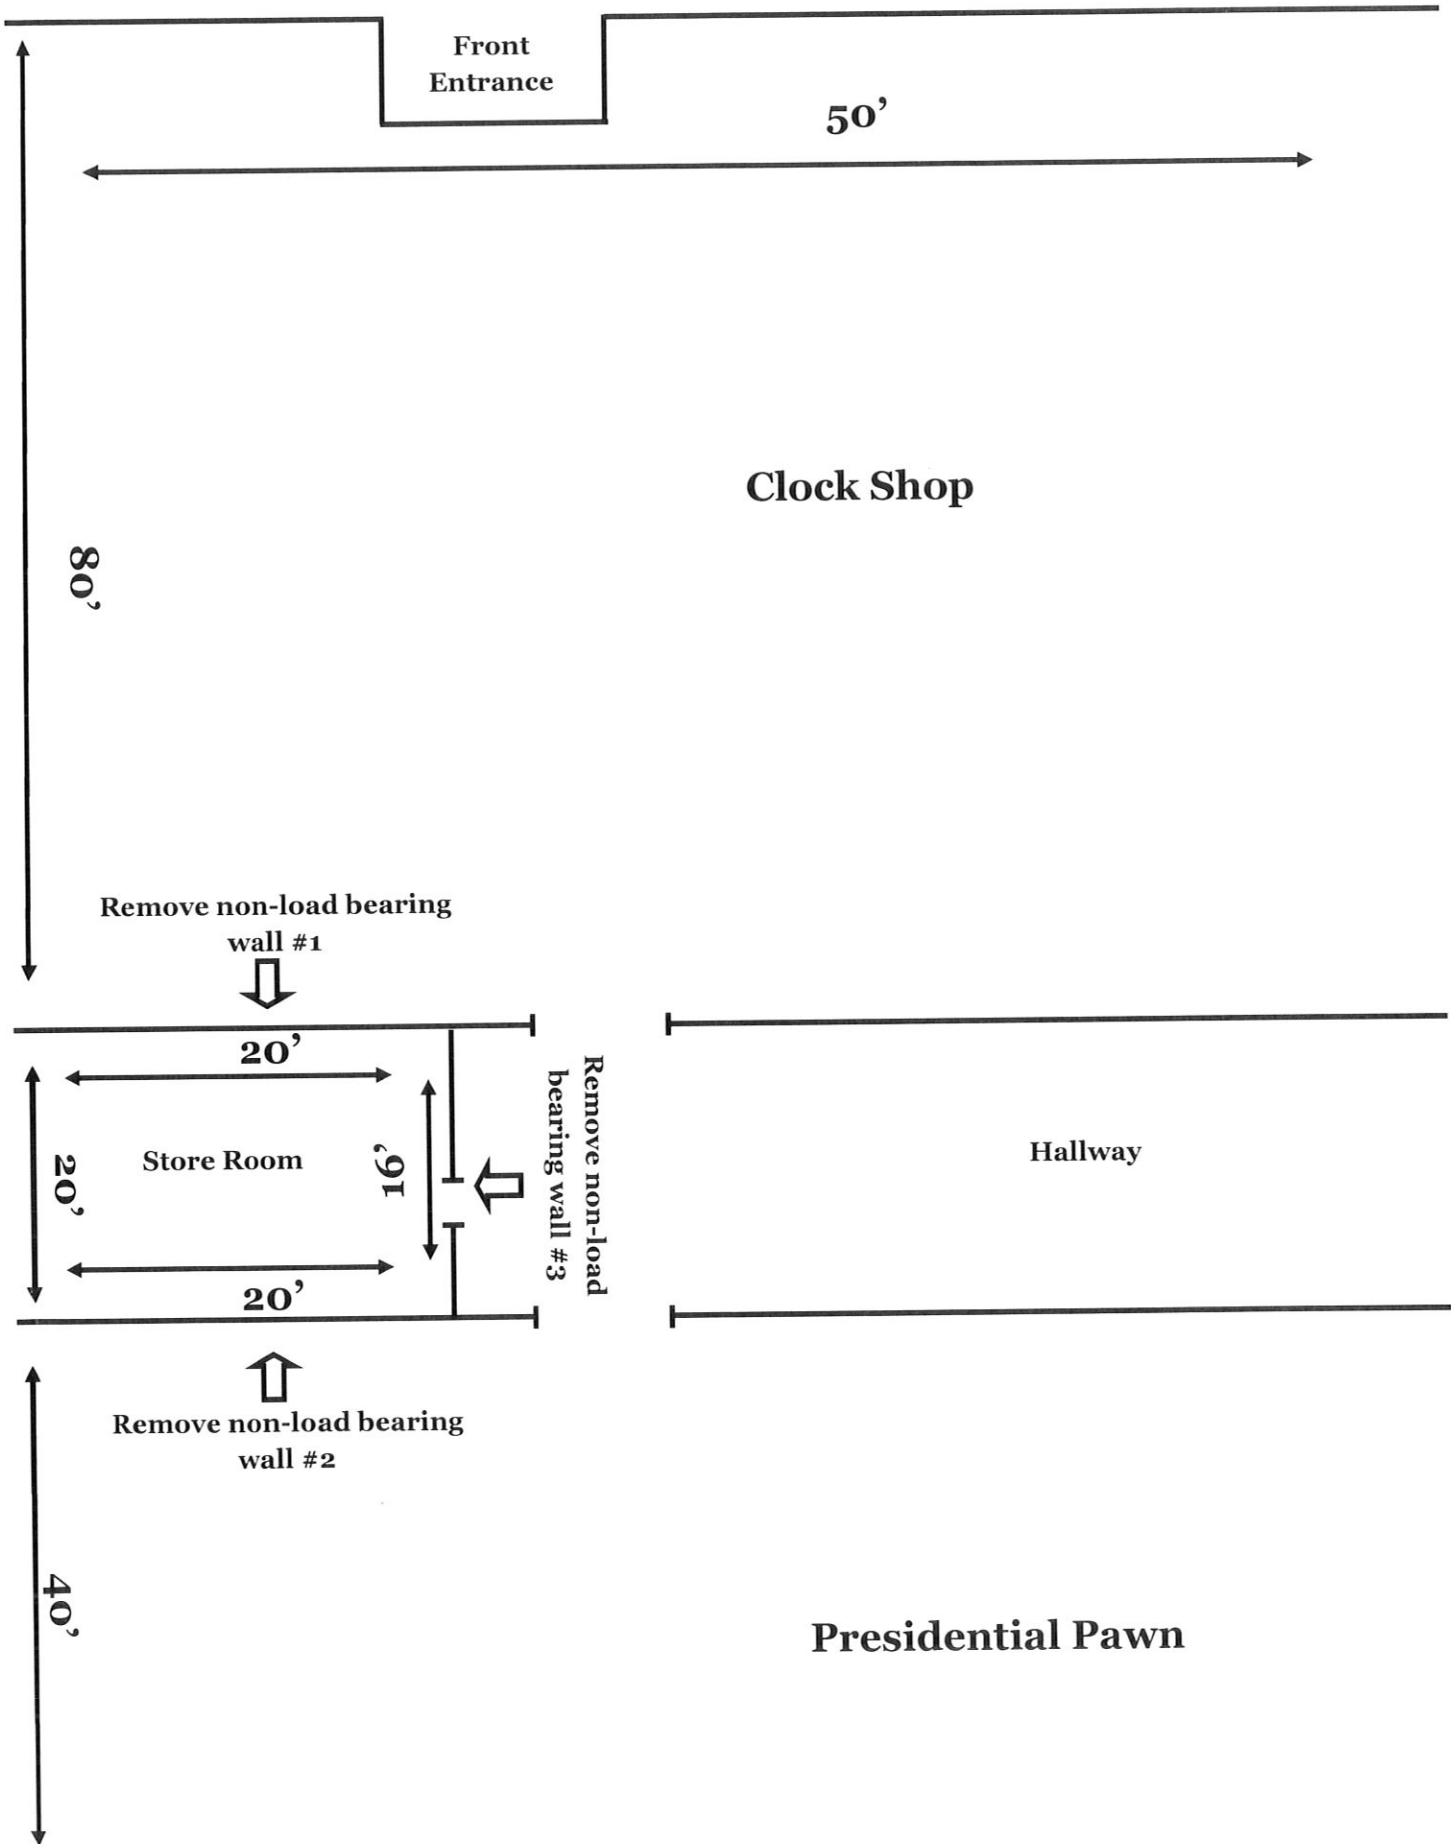 Front
Entrance
50’
Clock Shop
80’
Remove non-load bearing
wall #1
20’
Remove non-load
bearing wall #3
Store Room
16’
20’
Hallway
20’
Remove non-load bearing
wall #2
40’
Presidential Pawn